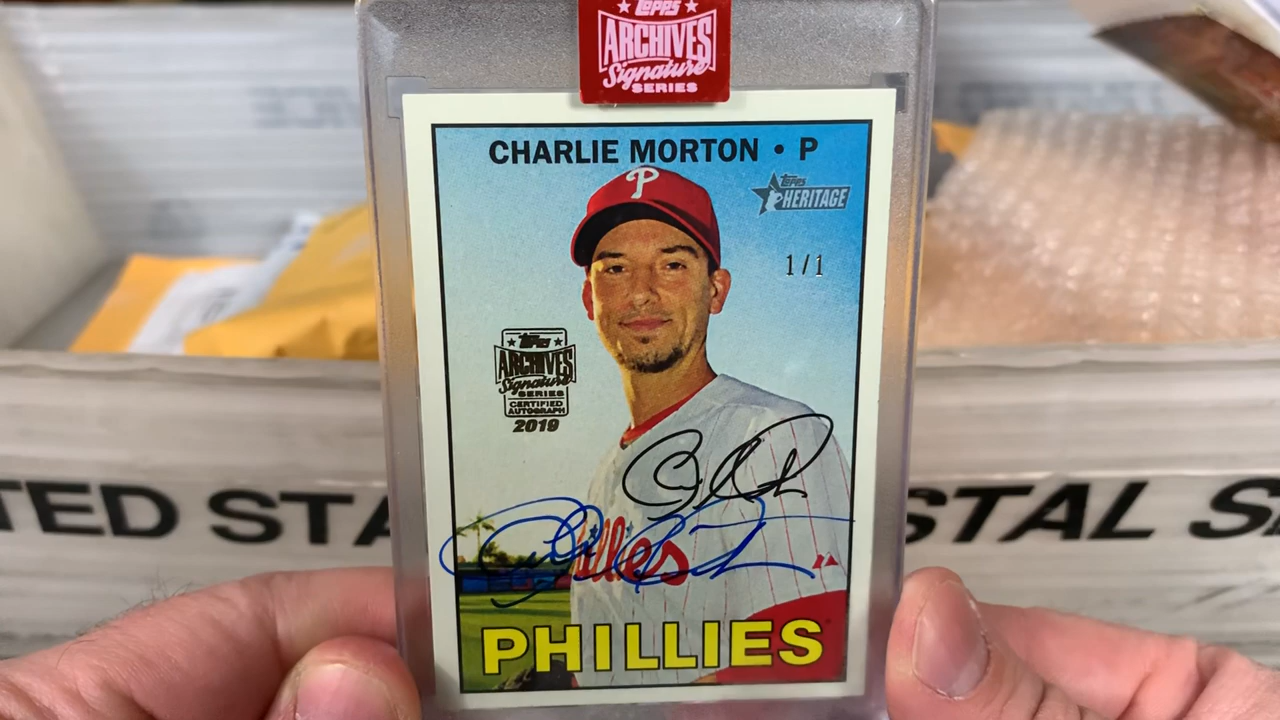 Topps
ARCHIVES
Signature
SERIES
CHARLIE MORTON • P
Topps
HERITAGE
1/1
Topps
ARCHIVES
Signature
SERIES
CERTIFIED
AUTOGRAPH
2019
TED STA
STAL S
Phillies
PHILLIES